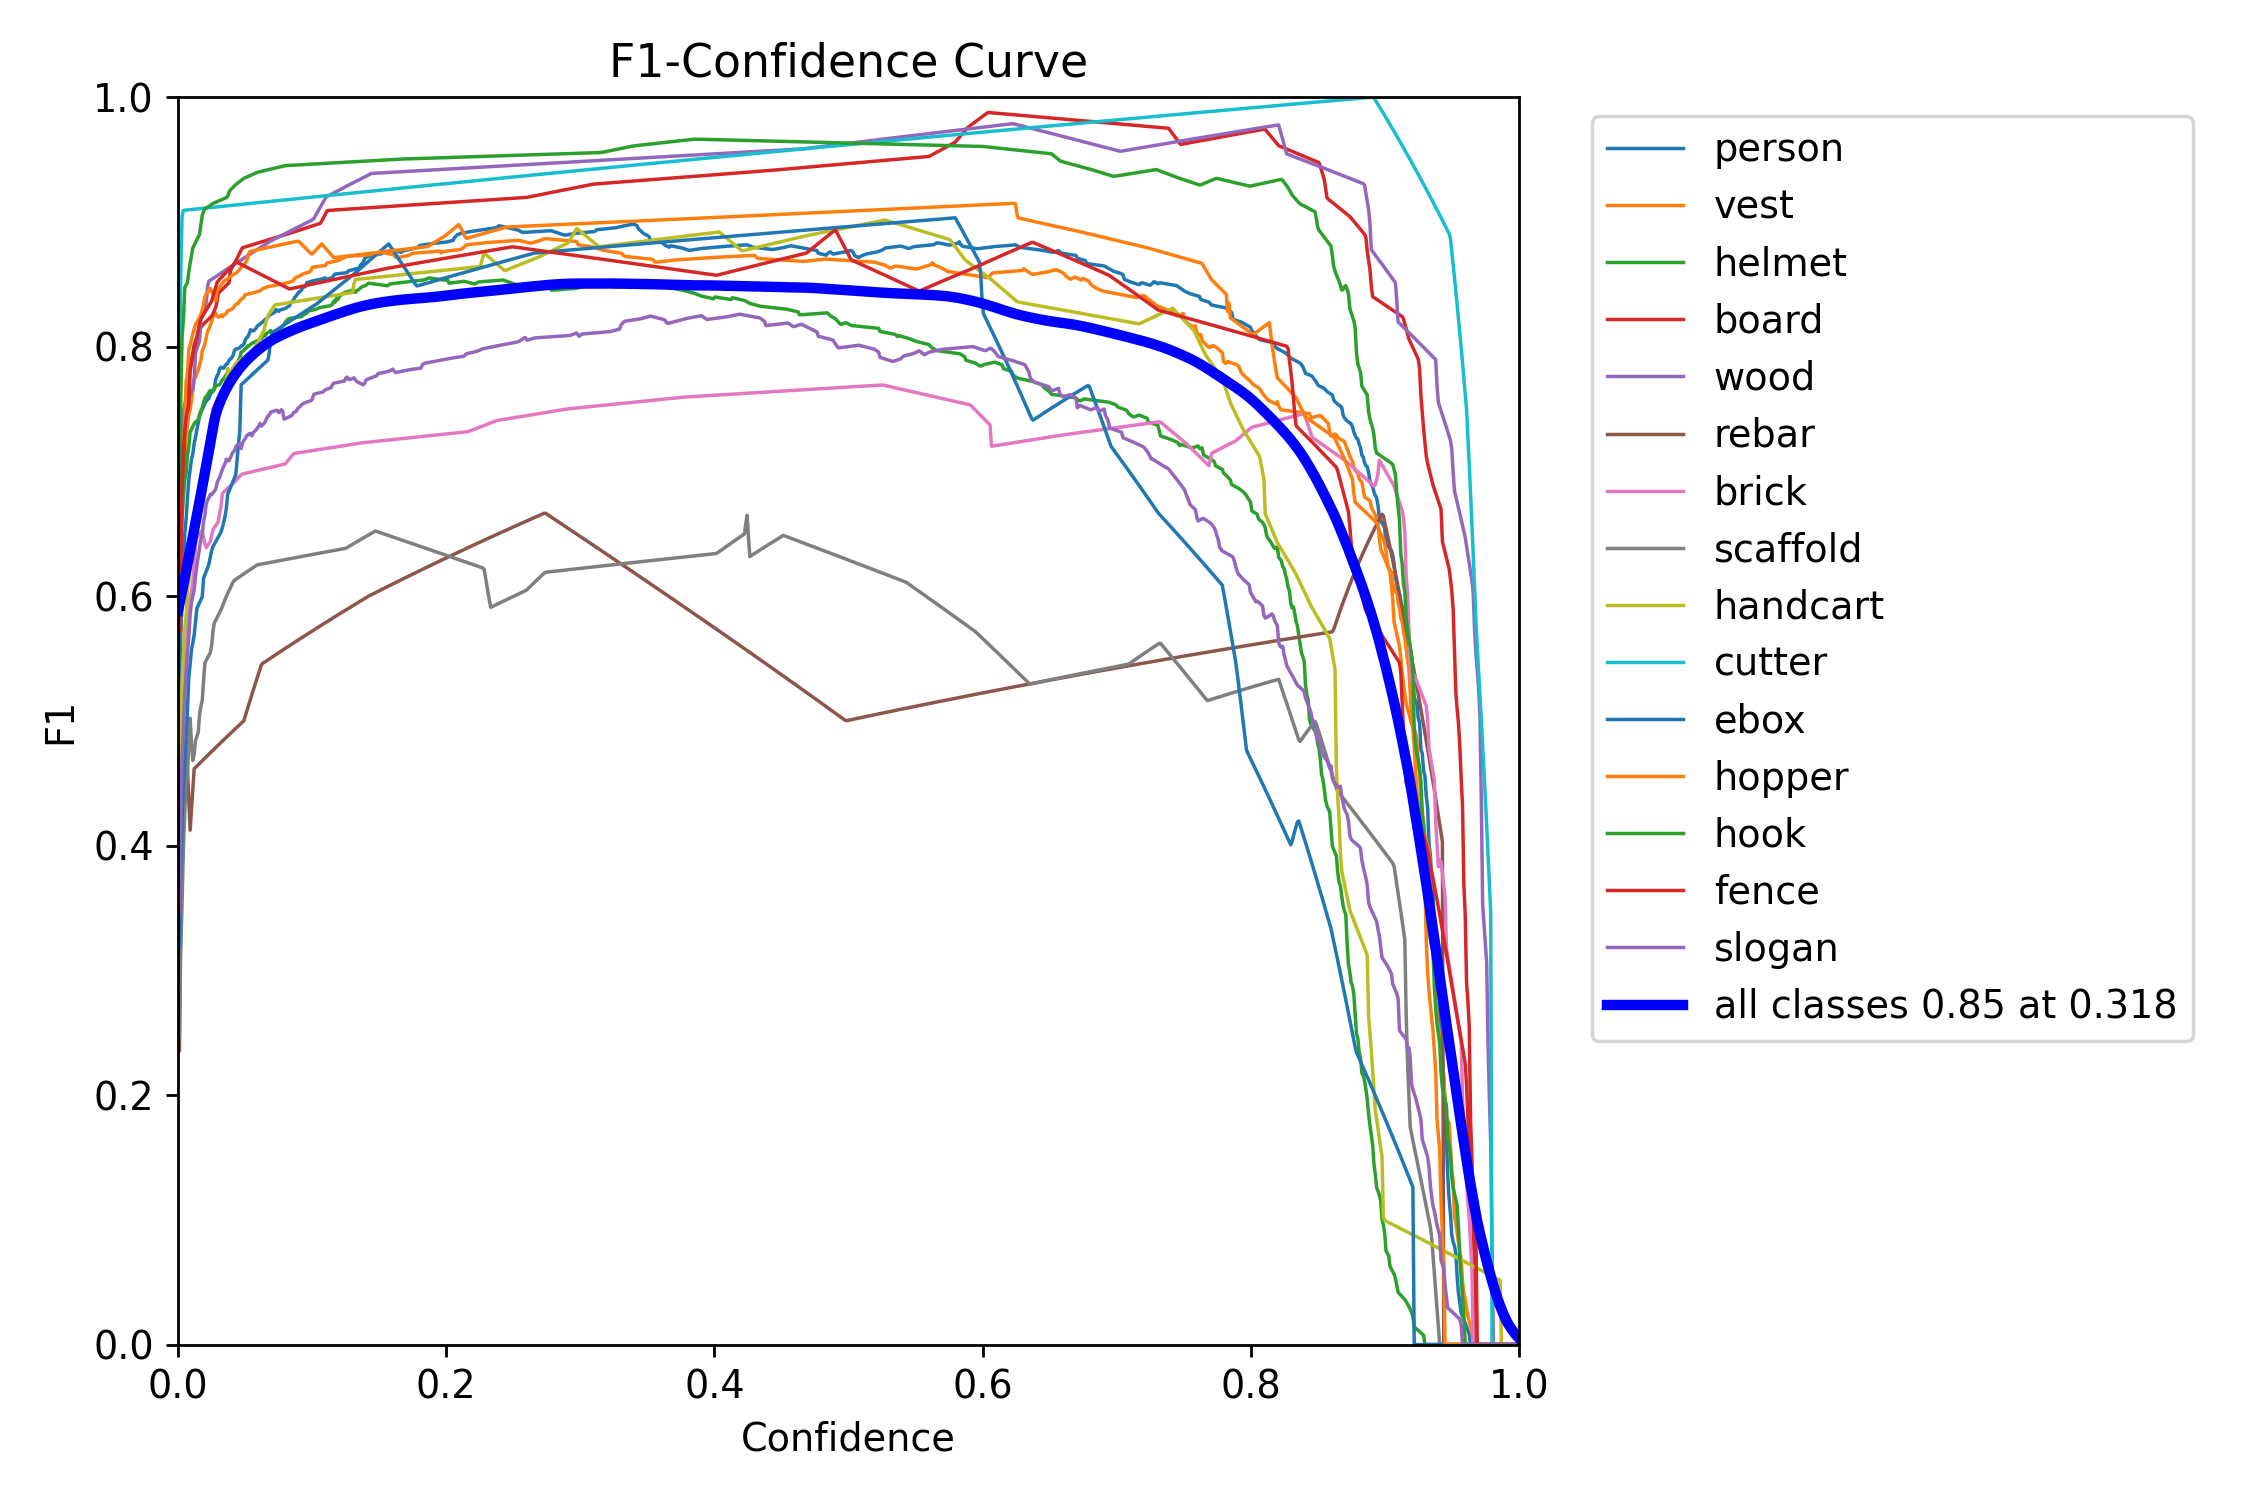 F1-Confidence Curve
1.0
0.8
0.6
0.4
0.2
0.0
F1
0.0 0.2 0.4 0.6 0.8 1.0
Confidence
person
vest
helmet
board
wood
rebar
brick
scaffold
handcart
cutter
ebox
hopper
hook
fence
slogan
all classes 0.85 at 0.318